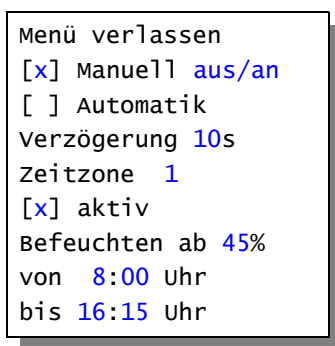 Menü verlassen
[x] Manuell aus/an
[ ] Automatik
Verzögerung 10s
Zeitzone  1
[x] aktiv
Befeuchten ab 45%
von  8:00 Uhr
bis 16:15 Uhr